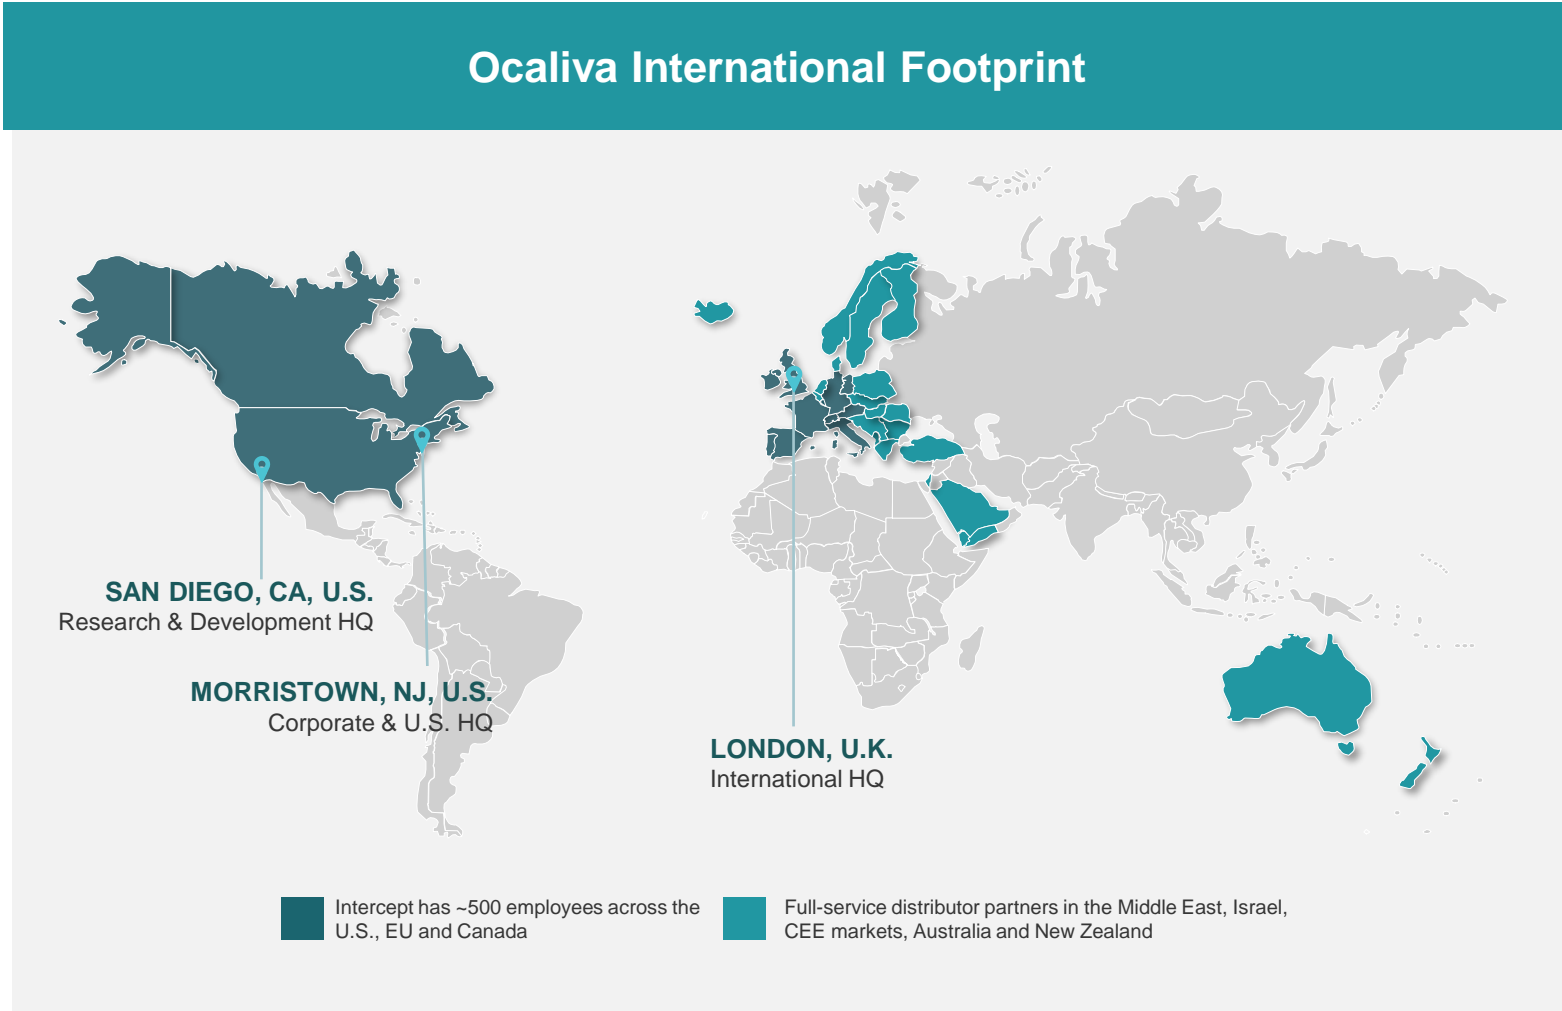 Ocaliva International Footprint
SAN DIEGO, CA, U.S.
Research & Development HQ
MORRISTOWN, NJ, U.S.
Corporate & U.S. HQ
LONDON, U.K.
International HQ
Intercept has ~500 employees across the
U.S., EU and Canada
Full-service distributor partners in the Middle East, Israel,
CEE markets, Australia and New Zealand